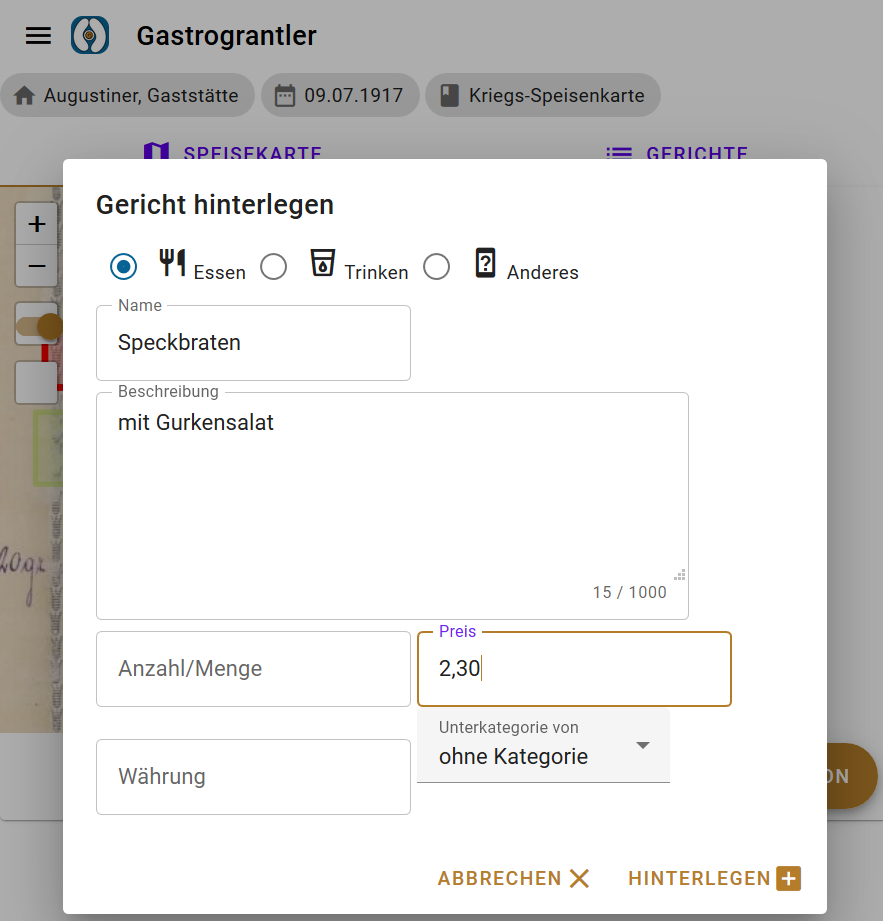 Gastrograntler
Augustiner, Gaststätte 09.07.1917 Kriegs-Speisenkarte
SPEISEKARTE GERICHTE
Gericht hinterlegen
+
−
Essen Trinken ? Anderes
Name
Speckbraten
Beschreibung
mit Gurkensalat
20gr
15 / 1000
Anzahl/Menge
Preis
2,30
Währung
Unterkategorie von
ohne Kategorie
ON
ABBRECHEN
HINTERLEGEN +